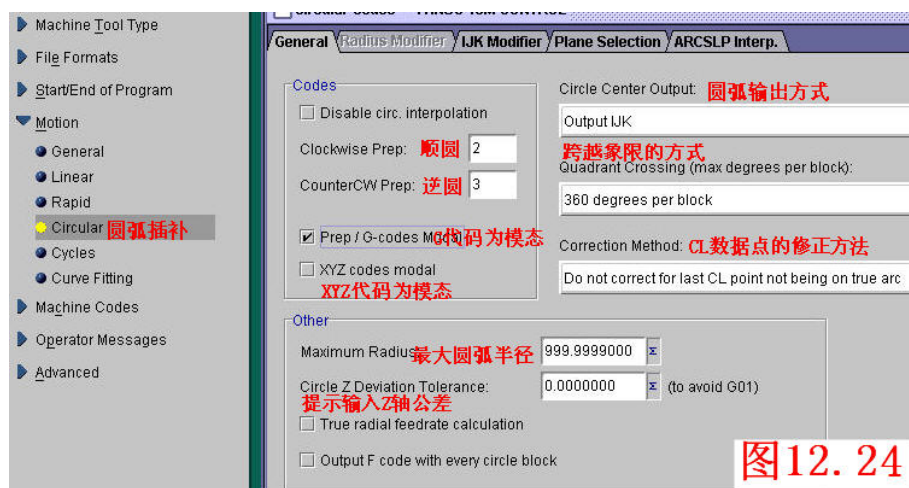 Machine Tool Type
File Formats
Start/End of Program
Motion
General
Linear
Rapid
Circular 圆弧插补
Cycles
Curve Fitting
Machine Codes
Operator Messages
Advanced
General Radius Modifier IJK Modifier Plane Selection ARCSLP Interp.
Codes
Disable circ. interpolation
Clockwise Prep: 顺圆 2
CounterCW Prep: 逆圆 3
Prep / G-codes G代码为模态
XYZ codes modal
XYZ代码为模态
Circle Center Output: 圆弧输出方式
Output IJK
跨越象限的方式
Quadrant Crossing (max degrees per block):
360 degrees per block
Correction Method: CL数据点的修正方法
Do not correct for last CL point not being on true arc
Other
Maximum Radius 最大圆弧半径 999.9999000
Circle Z Deviation Tolerance: 0.0000000 (to avoid G01)
提示输入Z轴公差
True radial feedrate calculation
Output F code with every circle block
图12.24